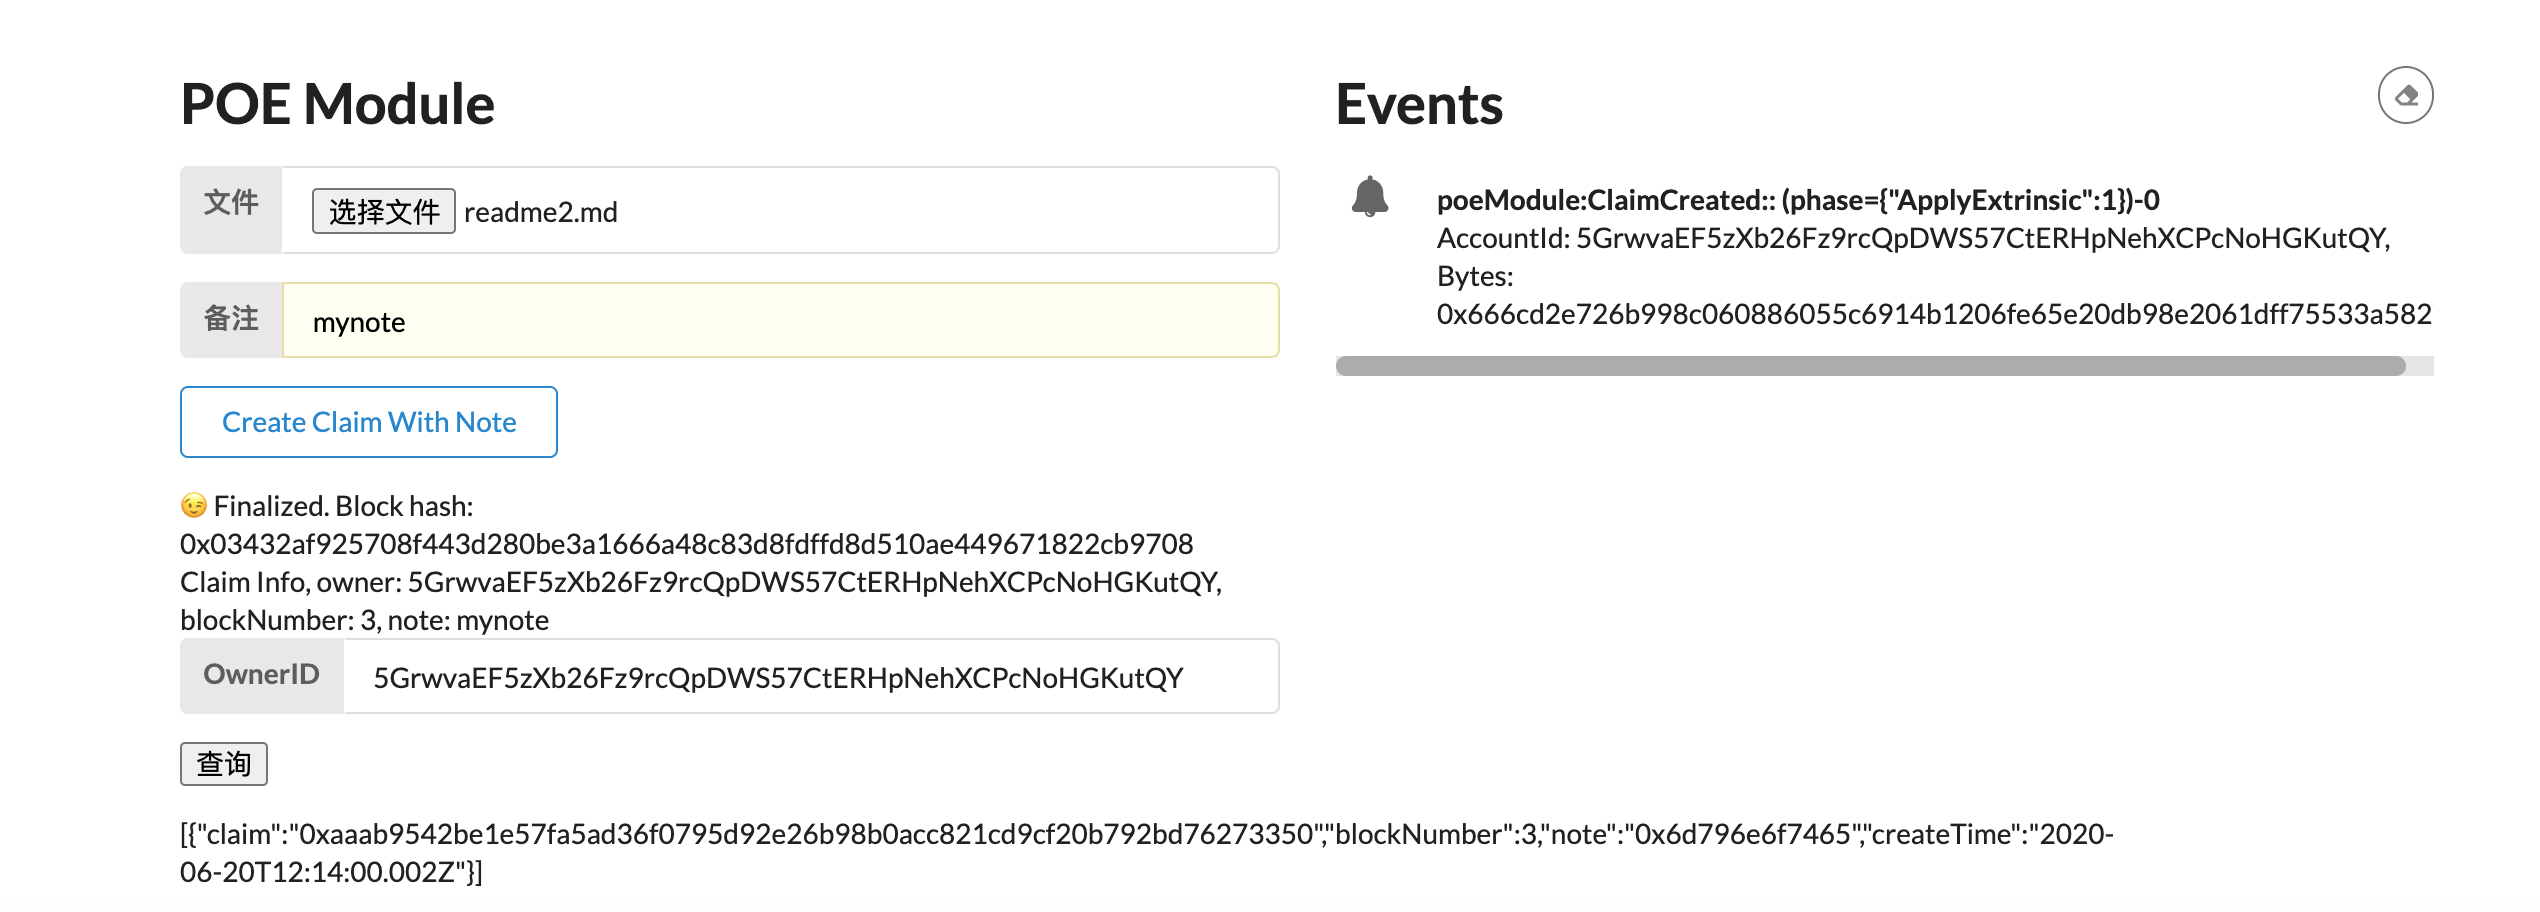 POE Module
文件
选择文件 readme2.md
备注
mynote
Create Claim With Note
😉 Finalized. Block hash:
0x03432af925708f443d280be3a1666a48c83d8fdffd8d510ae449671822cb9708
Claim Info, owner: 5GrwvaEF5zXb26Fz9rcQpDWS57CtERHpNehXCPcNoHGKutQY,
blockNumber: 3, note: mynote
OwnerID
5GrwvaEF5zXb26Fz9rcQpDWS57CtERHpNehXCPcNoHGKutQY
查询
[{"claim":"0xaaab9542be1e57fa5ad36f0795d92e26b98b0acc821cd9cf20b792bd76273350","blockNumber":3,"note":"0x6d796e6f7465","createTime":"2020-
06-20T12:14:00.002Z"}]
Events
poeModule:ClaimCreated:: (phase={"ApplyExtrinsic":1})-0
AccountId: 5GrwvaEF5zXb26Fz9rcQpDWS57CtERHpNehXCPcNoHGKutQY,
Bytes:
0x666cd2e726b998c060886055c6914b1206fe65e20db98e2061dff75533a582